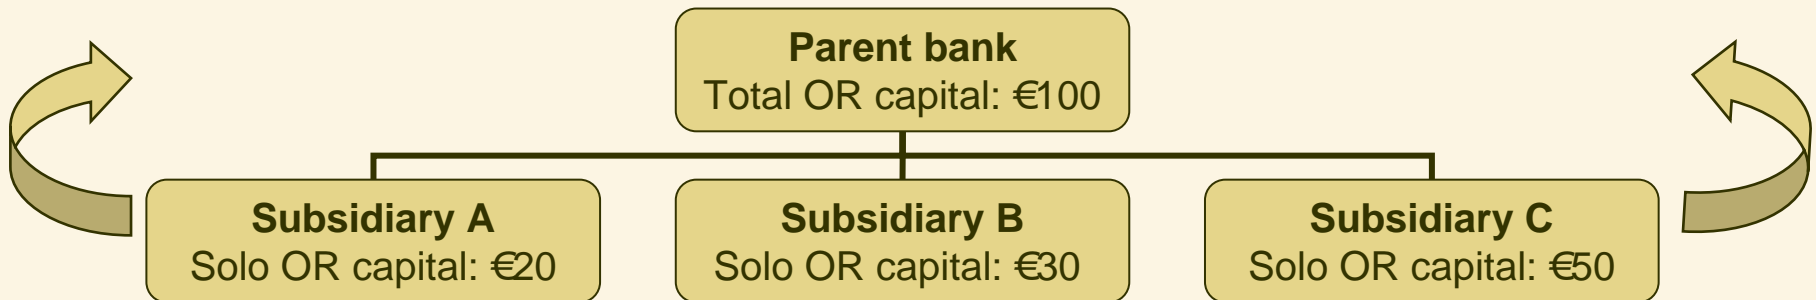 Parent bank
Total OR capital: €100
Subsidiary A
Solo OR capital: €20
Subsidiary B
Solo OR capital: €30
Subsidiary C
Solo OR capital: €50